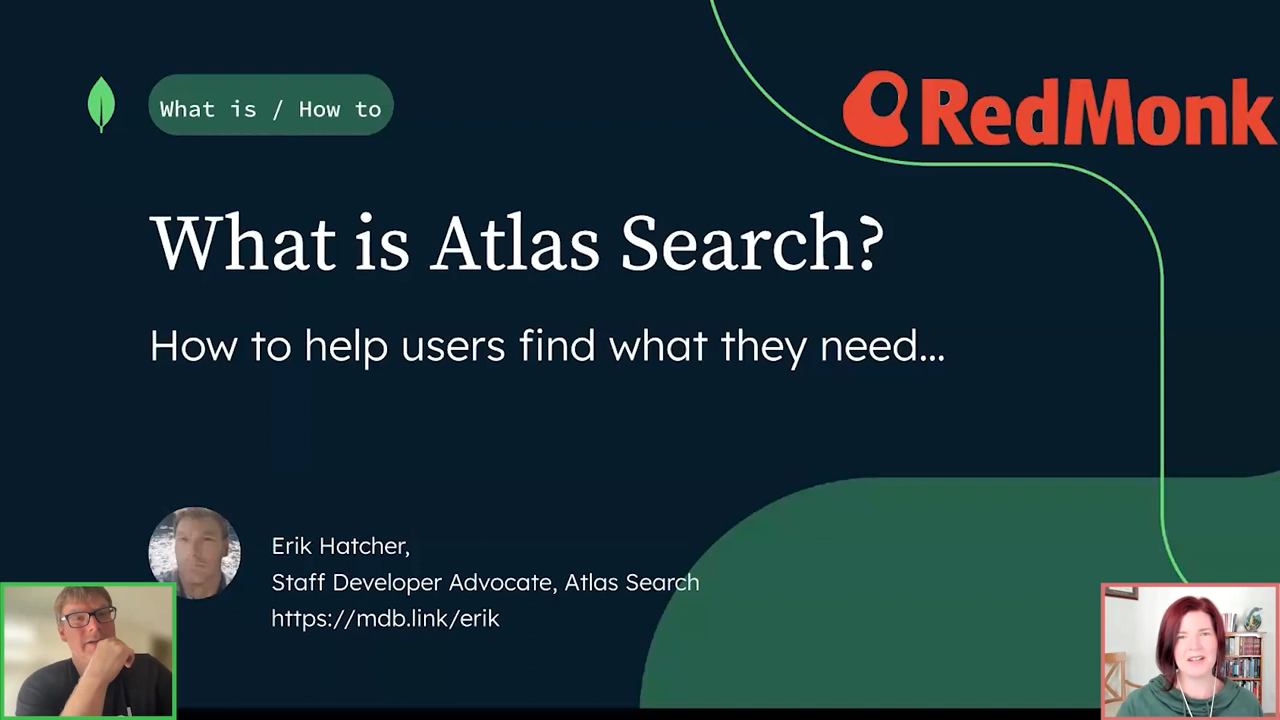 What is / How to
RedMonk
What is Atlas Search?
How to help users find what they need...
Erik Hatcher,
Staff Developer Advocate, Atlas Search
https://mdb.link/erik